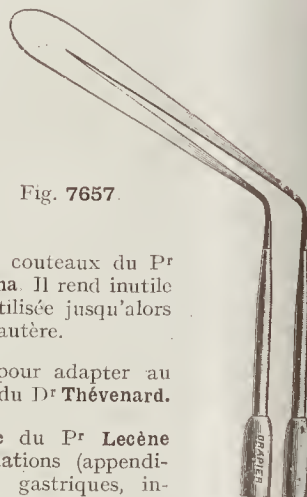 Fig. 7657.
couteaux du Pr
na. Il rend inutile
tilisée jusqu'alors
autère.
pour adapter au
du Dr Thévenard.
e du Pr Lecène
ations (appendi-
gastriques, in-
DRAPIER